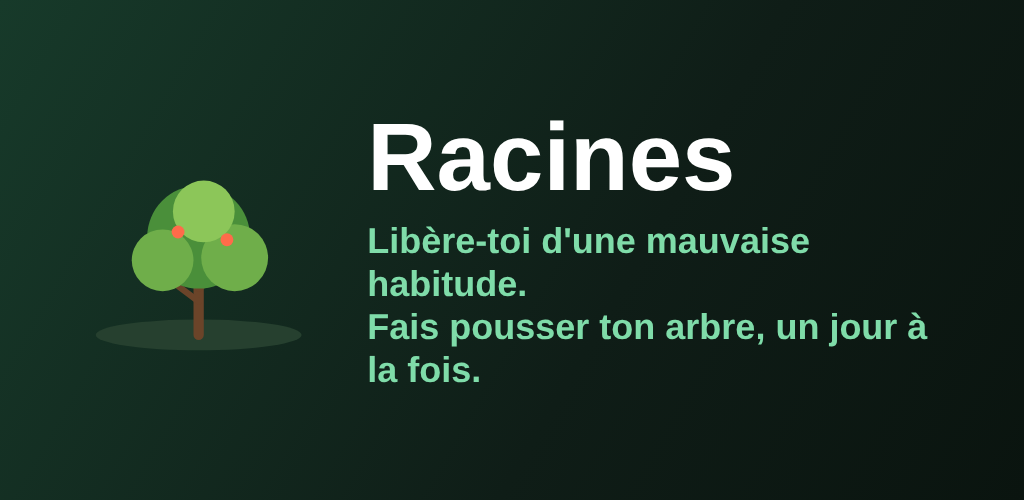 Racines
Libère-toi d'une mauvaise
habitude.
Fais pousser ton arbre, un jour à
la fois.